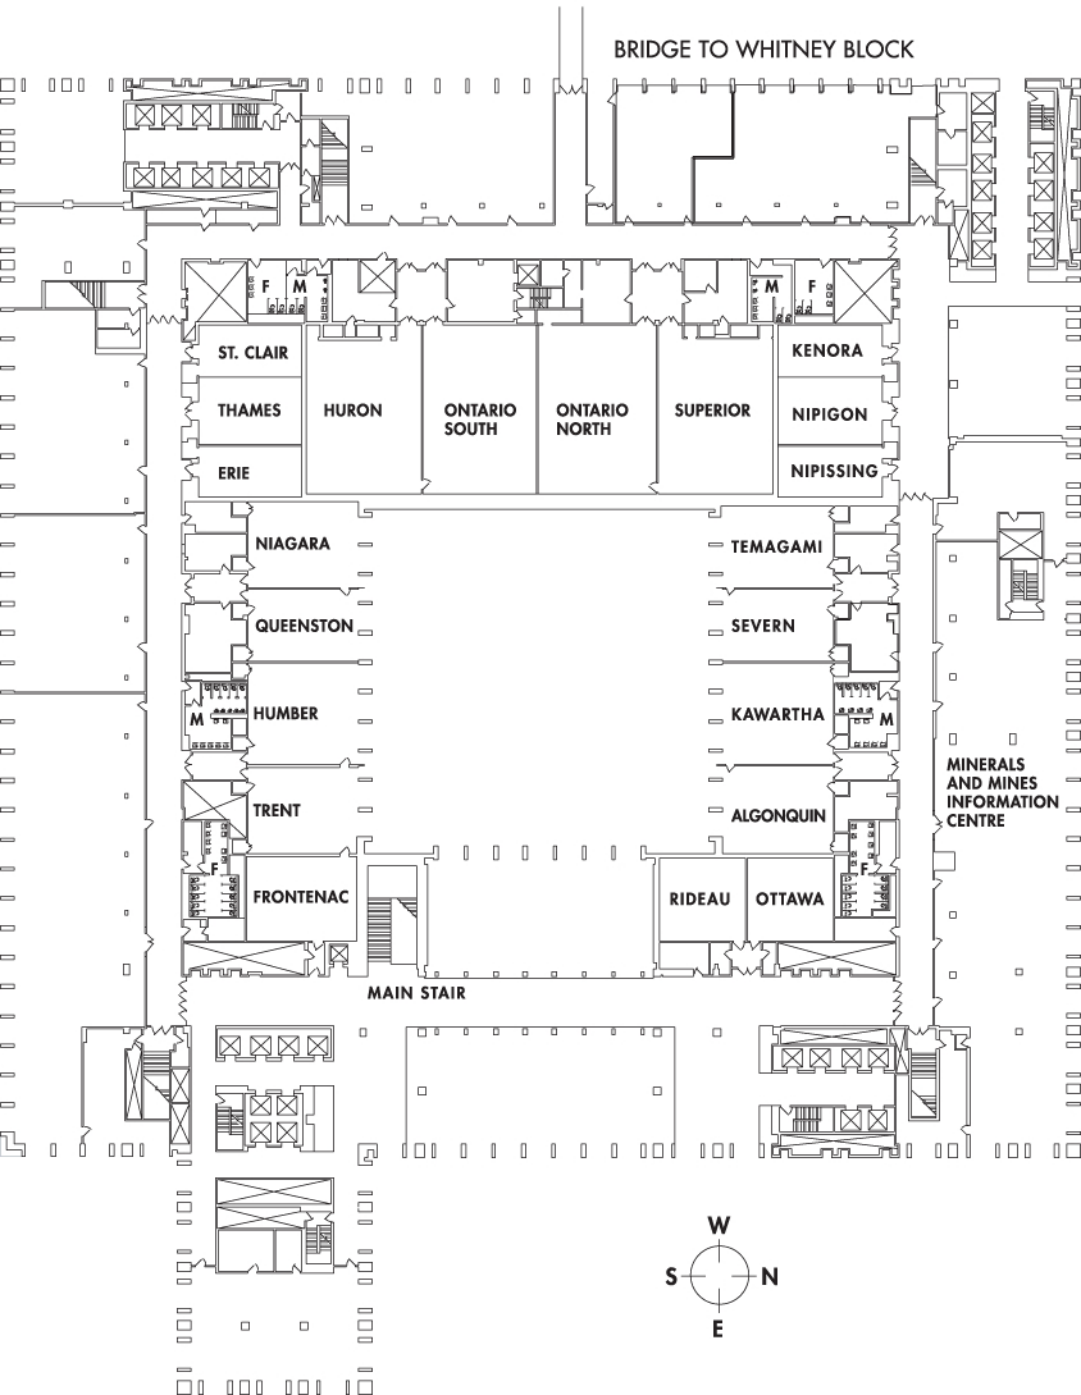 BRIDGE TO WHITNEY BLOCK
F M
M F
ST. CLAIR
KENORA
THAMES
HURON
ONTARIO
SOUTH
ONTARIO
NORTH
SUPERIOR
NIPIGON
ERIE
NIPISSING
NIAGARA
TEMAGAMI
QUEENSTON
SEVERN
M
HUMBER
KAWARTHA
M
MINERALS
AND MINES
INFORMATION
CENTRE
TRENT
ALGONQUIN
F
F
FRONTENAC
RIDEAU
OTTAWA
MAIN STAIR
W
S N
E